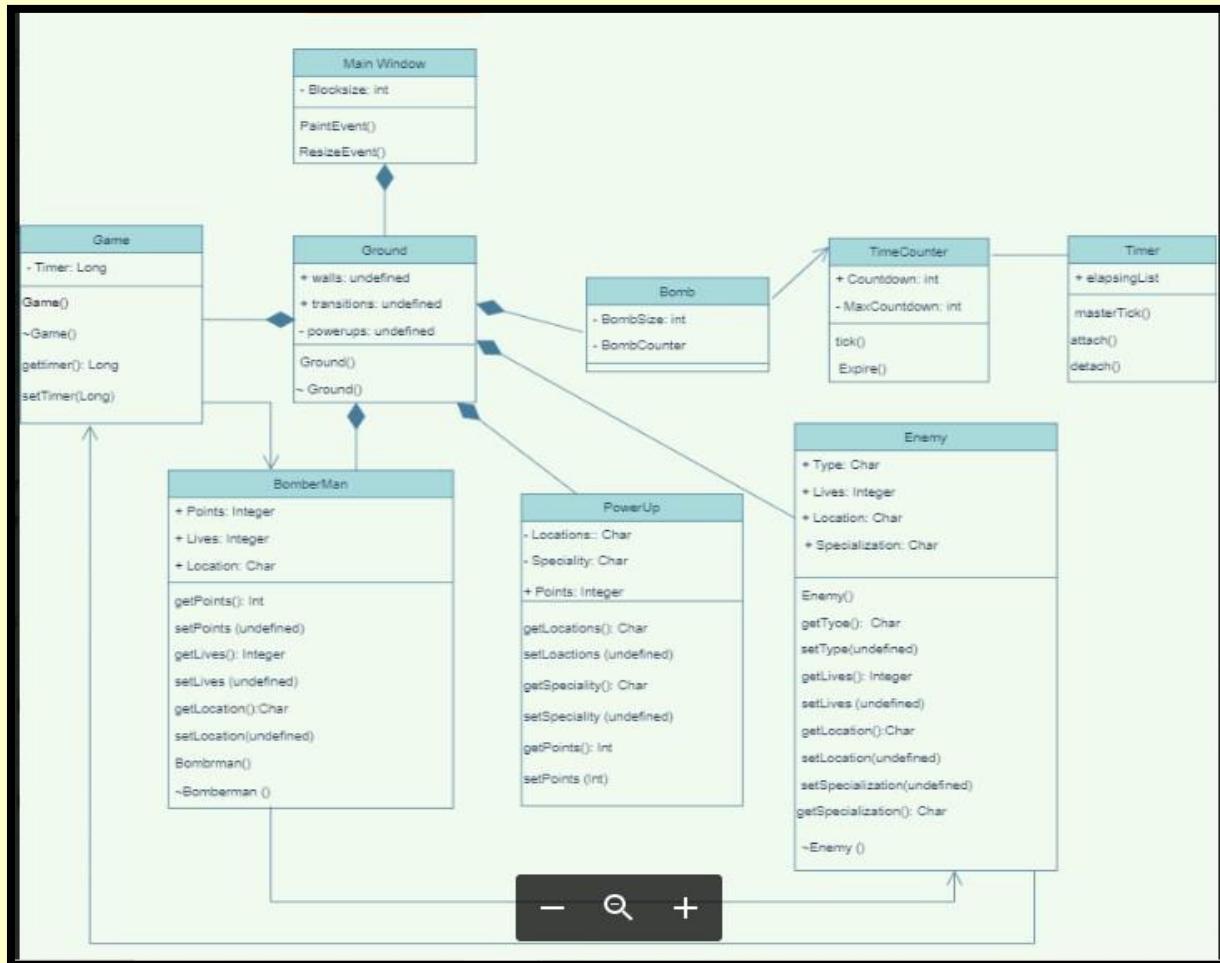 Main Window
- Blocksize: int
PaintEvent()
ResizeEvent()
Game
- Timer: Long
Game()
~Game()
gettimer(): Long
setTimer(Long)
Ground
+ walls: undefined
+ transitions: undefined
- powerups: undefined
Ground()
~ Ground()
Bomb
- BombSize: int
- BombCounter
TimeCounter
+ Countdown: int
- MaxCountdown: int
tick()
Expire()
Timer
+ elapsingList
masterTick()
attach()
detach()
BomberMan
+ Points: Integer
+ Lives: Integer
+ Location: Char
getPoints(): Int
setPoints (undefined)
getLives(): Integer
setLives (undefined)
getLocation():Char
setLocation(undefined)
Bombrman()
~Bomberman ()
PowerUp
- Locations:: Char
- Speciality: Char
+ Points: Integer
getLocations(): Char
setLoactions (undefined)
getSpeciality(): Char
setSpeciality (undefined)
getPoints(): Int
setPoints (Int)
Enemy
+ Type: Char
+ Lives: Integer
+ Location: Char
+ Specialization: Char
Enemy()
getTyoe(): Char
setType(undefined)
getLives(): Integer
setLives (undefined)
getLocation():Char
setLocation(undefined)
setSpecialization(undefined)
getSpecialization(): Char
~Enemy ()